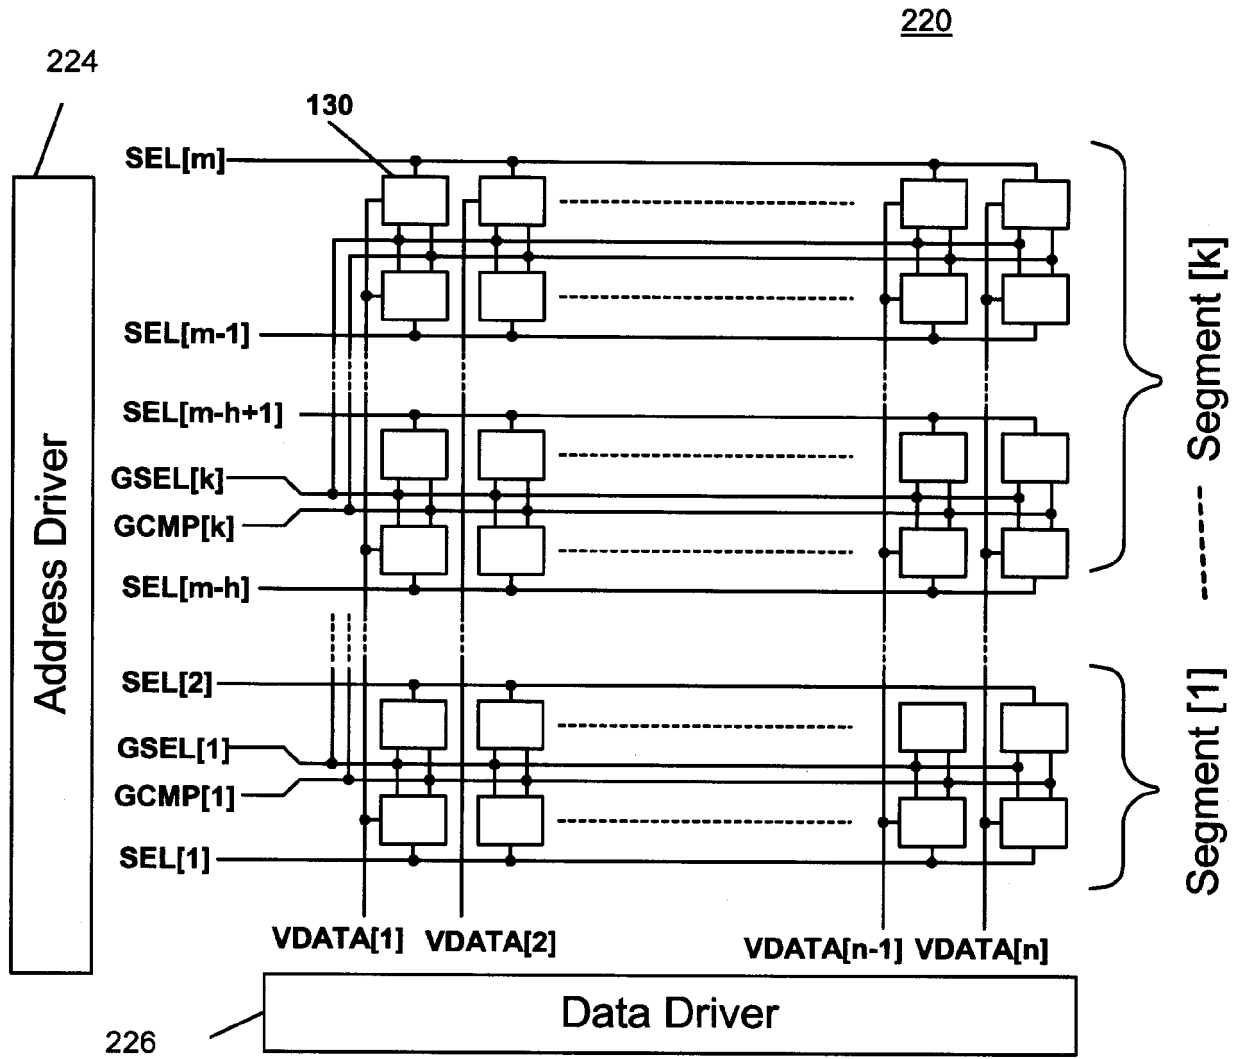 220
224
130
SEL[m]
SEL[m-1]
SEL[m-h+1]
GSEL[k]
GCMP[k]
SEL[m-h]
SEL[2]
GSEL[1]
GCMP[1]
SEL[1]
Address Driver
Segment [k]
Segment [1]
VDATA[1] VDATA[2] VDATA[n-1] VDATA[n]
Data Driver
226